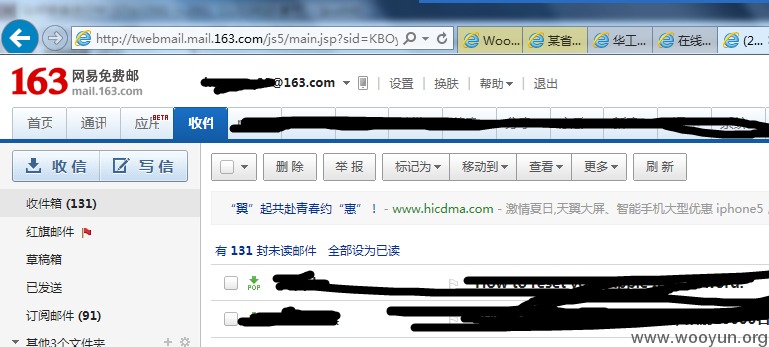 http://twebmail.mail.163.com/js5/main.jsp?sid=KBOy
Woo...
某省...
华工...
在线...
(2...
163 网易免费邮
mail.163.com
@163.com 设置 | 换肤 | 帮助 | 退出
首页 通讯 应用 BETA 收件
收信 写信
删 除 举 报 标记为 移动到 查看 更多 刷 新
收件箱 (131)
“翼”起共赴青春约“惠”！ - www.hicdma.com - 激情夏日,天翼大屏、智能手机大型优惠 iphone5，
红旗邮件
草稿箱
有 131 封未读邮件 全部设为已读
已发送
POP How to reset
订阅邮件 (91)
POP
其他3个文件夹
www.wooyun.org